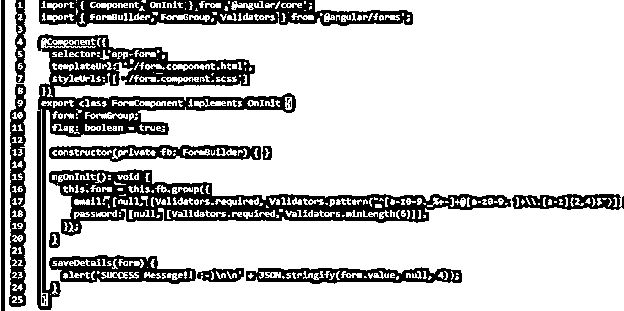 1 import { Component, OnInit } from '@angular/core';
2 import { FormBuilder, FormGroup, Validators } from '@angular/forms';
3
4 @Component({
5 selector: 'app-form',
6 templateUrl: './form.component.html',
7 styleUrls: ['./form.component.scss']
8 })
9 export class FormComponent implements OnInit {
10 form: FormGroup;
11 flag: boolean = true;
12
13 constructor(private fb: FormBuilder) { }
14
15 ngOnInit(): void {
16 this.form = this.fb.group({
17 email: [null, [Validators.required, Validators.pattern("^[a-z0-9._%+-]+@[a-z0-9.-]+\\.[a-z]{2,4}$")]],
18 password: [null, [Validators.required, Validators.minLength(6)]],
19 });
20 }
21
22 saveDetails(form) {
23 alert('SUCCESS Message!! :-)\n\n' + JSON.stringify(form.value, null, 4));
24 }
25 }